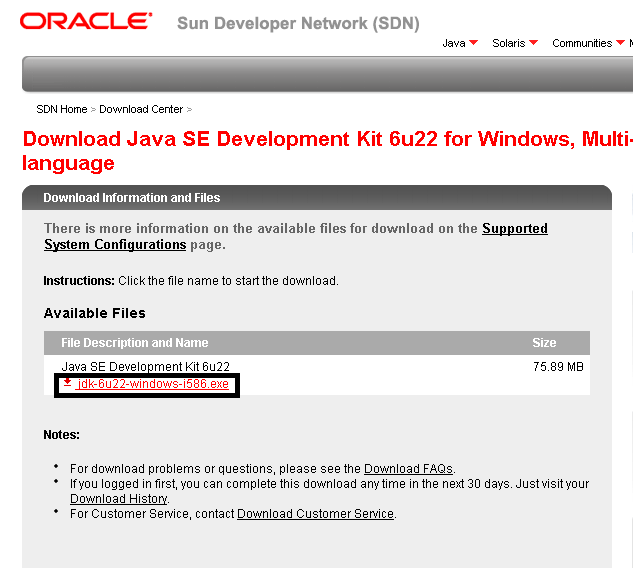 ORACLE Sun Developer Network (SDN)
Java Solaris Communities
SDN Home > Download Center >
Download Java SE Development Kit 6u22 for Windows, Multi-
language
Download Information and Files
There is more information on the available files for download on the Supported
System Configurations page.
Instructions: Click the file name to start the download.
Available Files
File Description and Name Size
Java SE Development Kit 6u22 75.89 MB
jdk-6u22-windows-i586.exe
Notes:
• For download problems or questions, please see the Download FAQs.
• If you logged in first, you can complete this download any time in the next 30 days. Just visit your
Download History.
• For Customer Service, contact Download Customer Service.